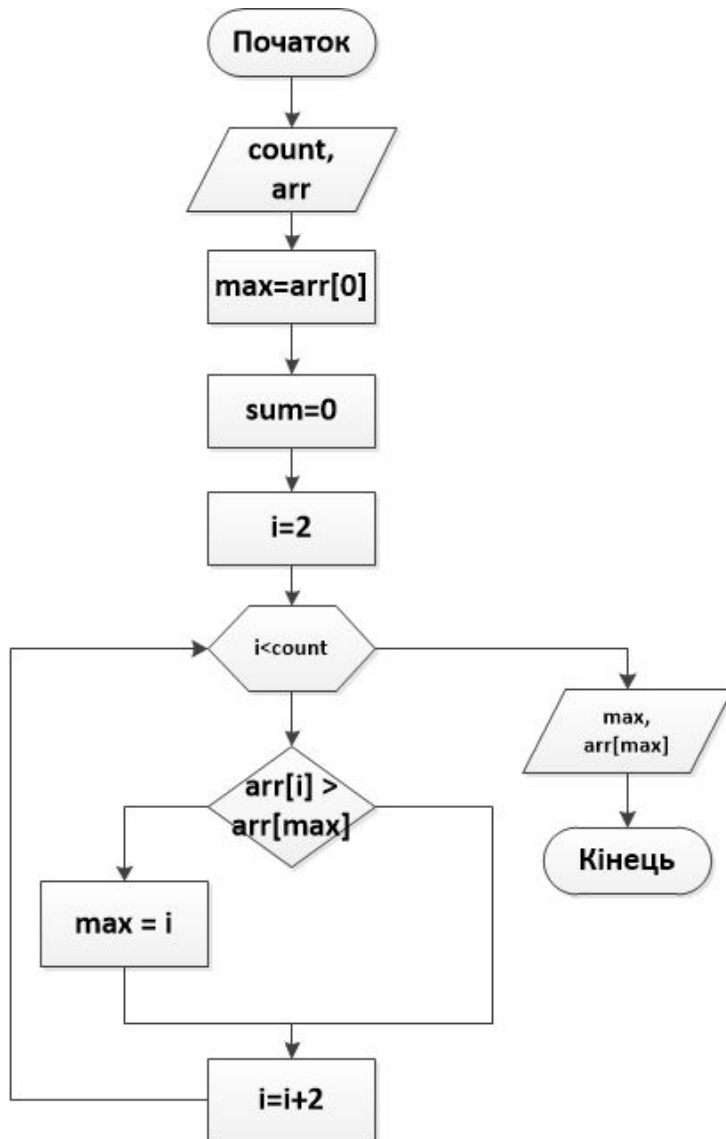 Початок
count,
arr
max=arr[0]
sum=0
i=2
i<count
arr[i] >
arr[max]
max = i
i=i+2
max,
arr[max]
Кінець